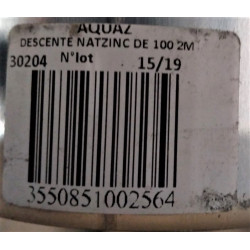 AQUAZ
DESCENTE NATZINC DE 100 2M
30204 N°lot 15/19
3550851002564